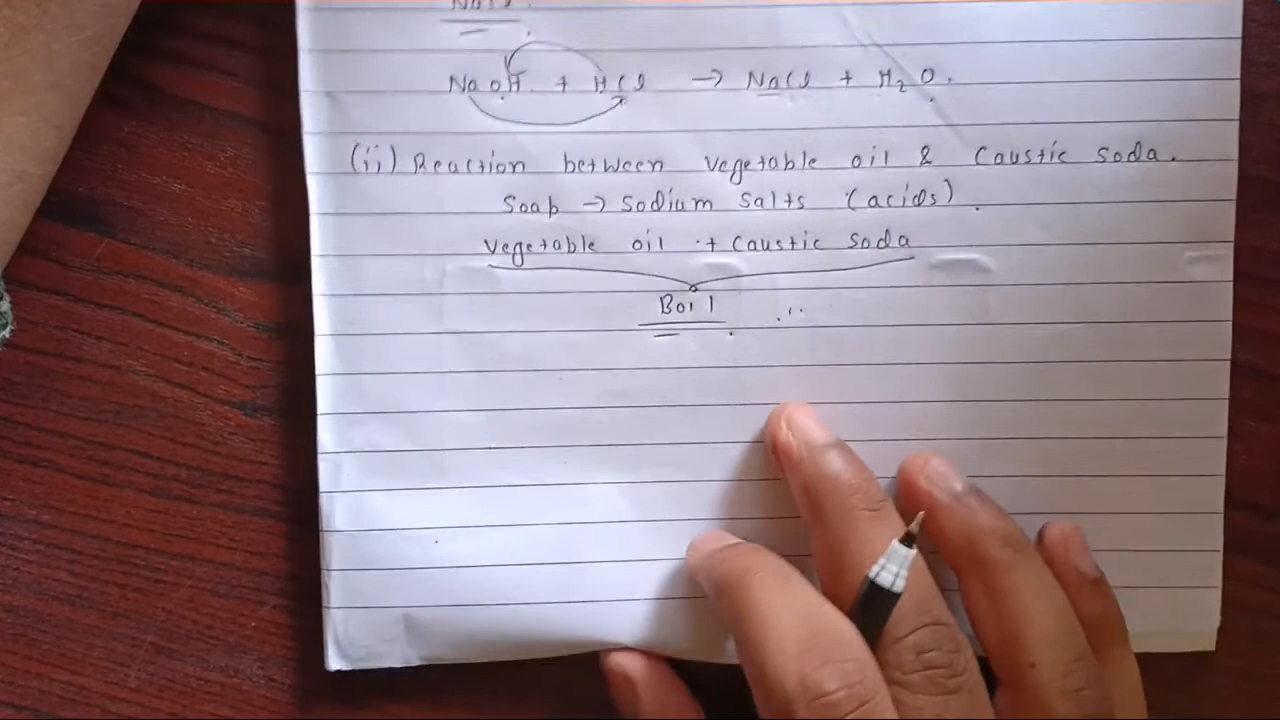 NaOH + HCl → NaCl + H₂O.
(ii) Reaction between vegetable oil & caustic soda.
Soap → sodium salts (acids).
vegetable oil + caustic soda
Boil